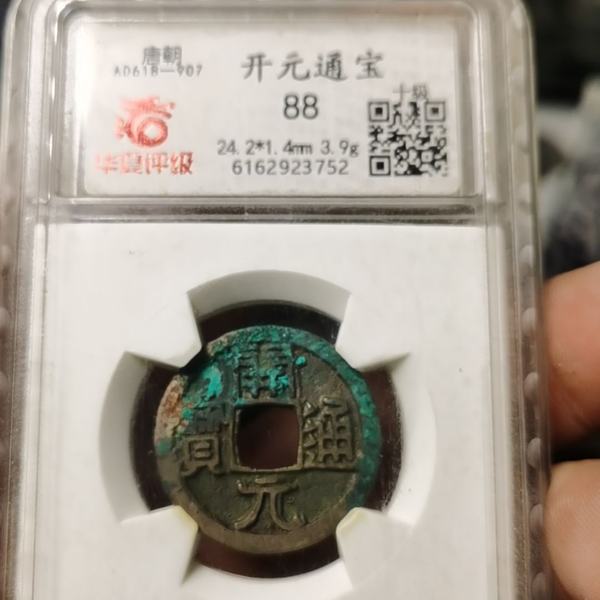 唐朝
AD618-907
华夏评级
开元通宝
88
十级
24.2*1.4mm 3.9g
6162923752
開
元
通
寶